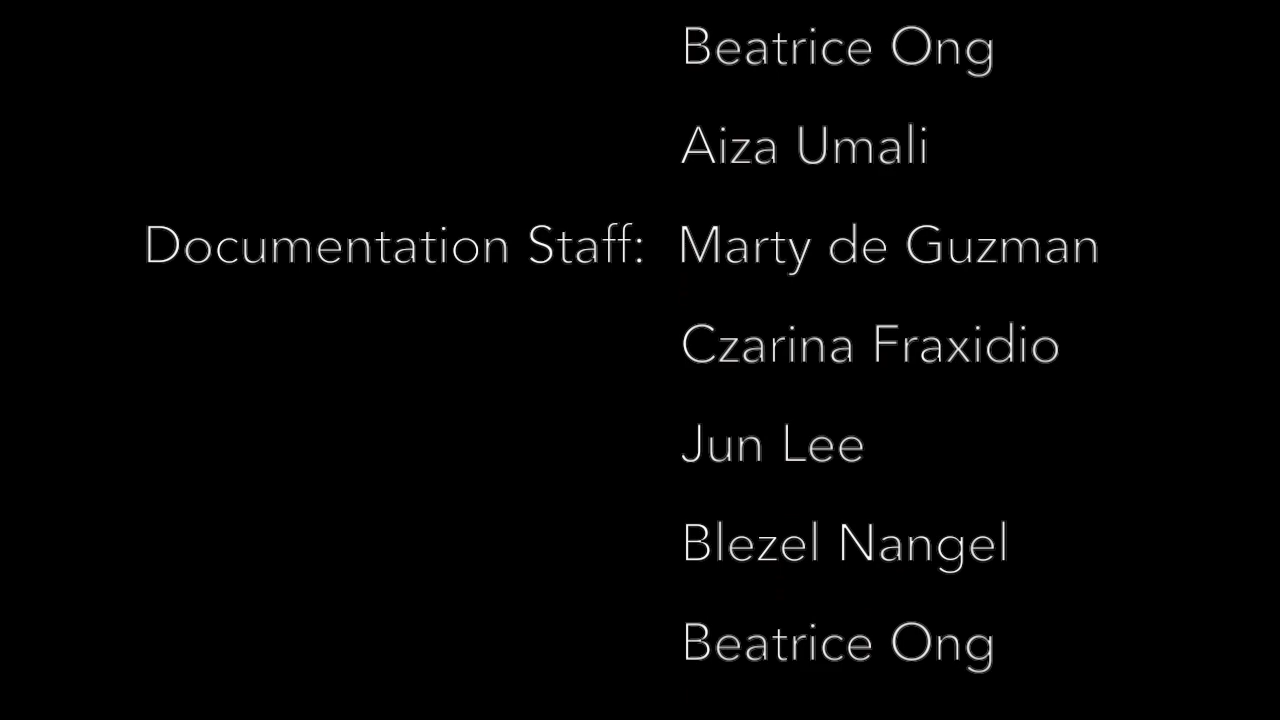 Beatrice Ong
Aiza Umali
Documentation Staff: Marty de Guzman
Czarina Fraxidio
Jun Lee
Blezel Nangel
Beatrice Ong